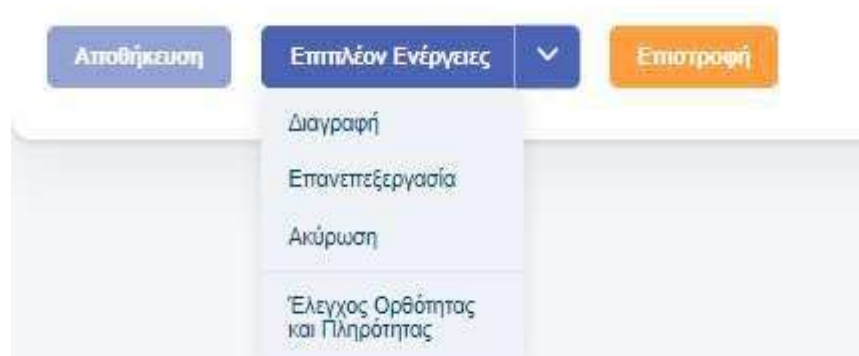 Αποθήκευση Επιπλέον Ενέργειες Επιστροφή
Διαγραφή
Επανεπεξεργασία
Ακύρωση
Έλεγχος Ορθότητας
και Πληρότητας